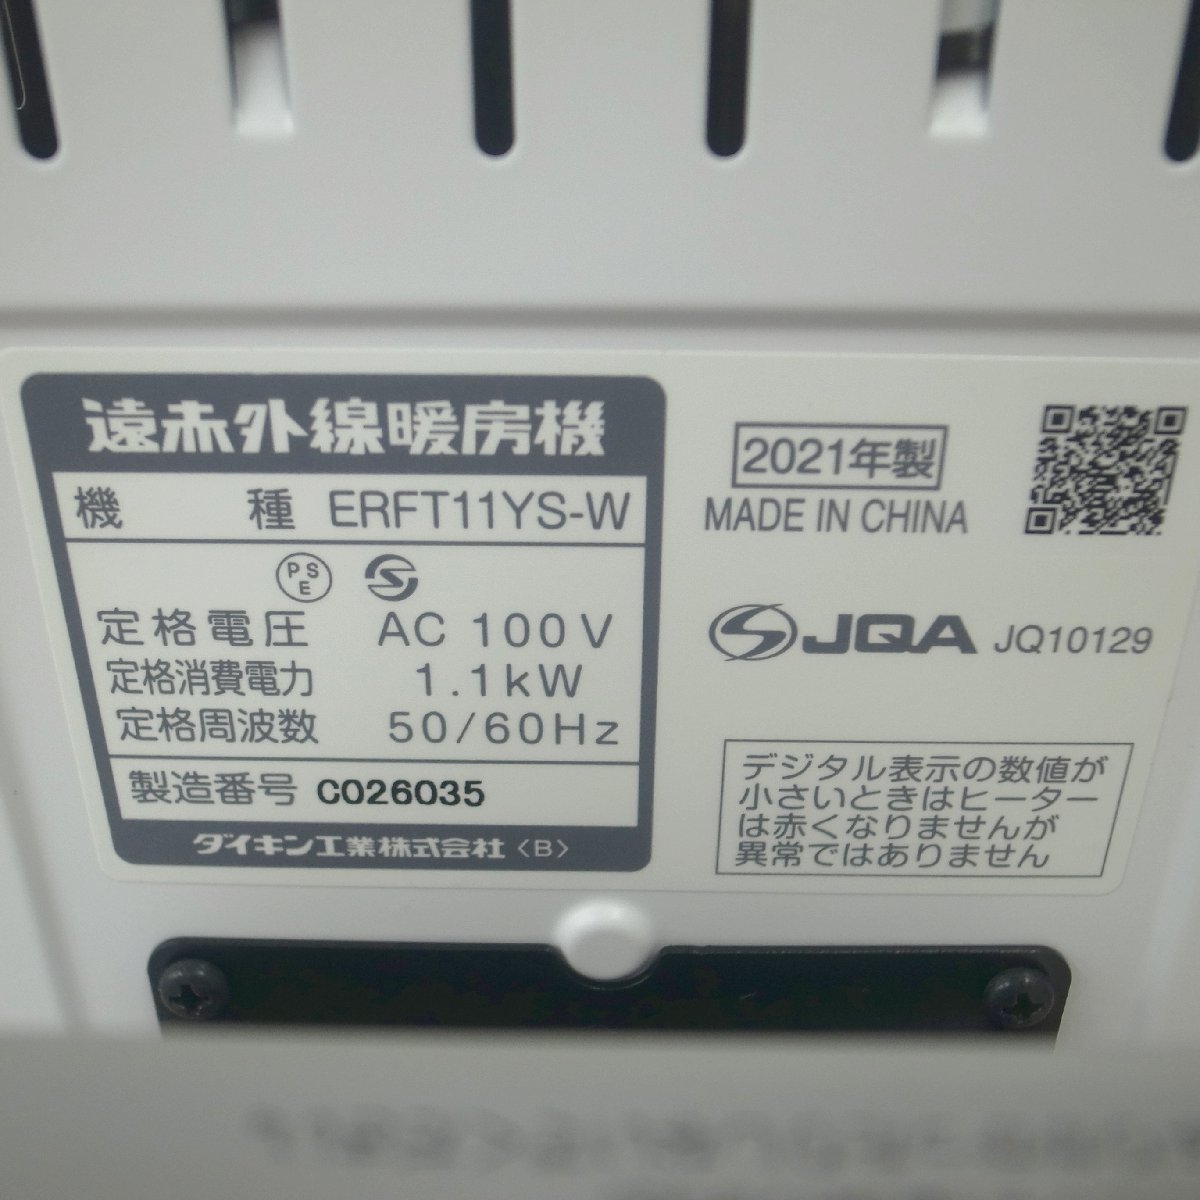 遠赤外線暖房機
機 種 ERFT11YS-W
PSE
定格電圧 AC 100V
定格消費電力 1.1kW
定格周波数 50/60Hz
製造番号 C026035
ダイキン工業株式会社〈B〉
2021年製
MADE IN CHINA
JQA JQ10129
デジタル表示の数値が
小さいときはヒーター
は赤くなりませんが
異常ではありません